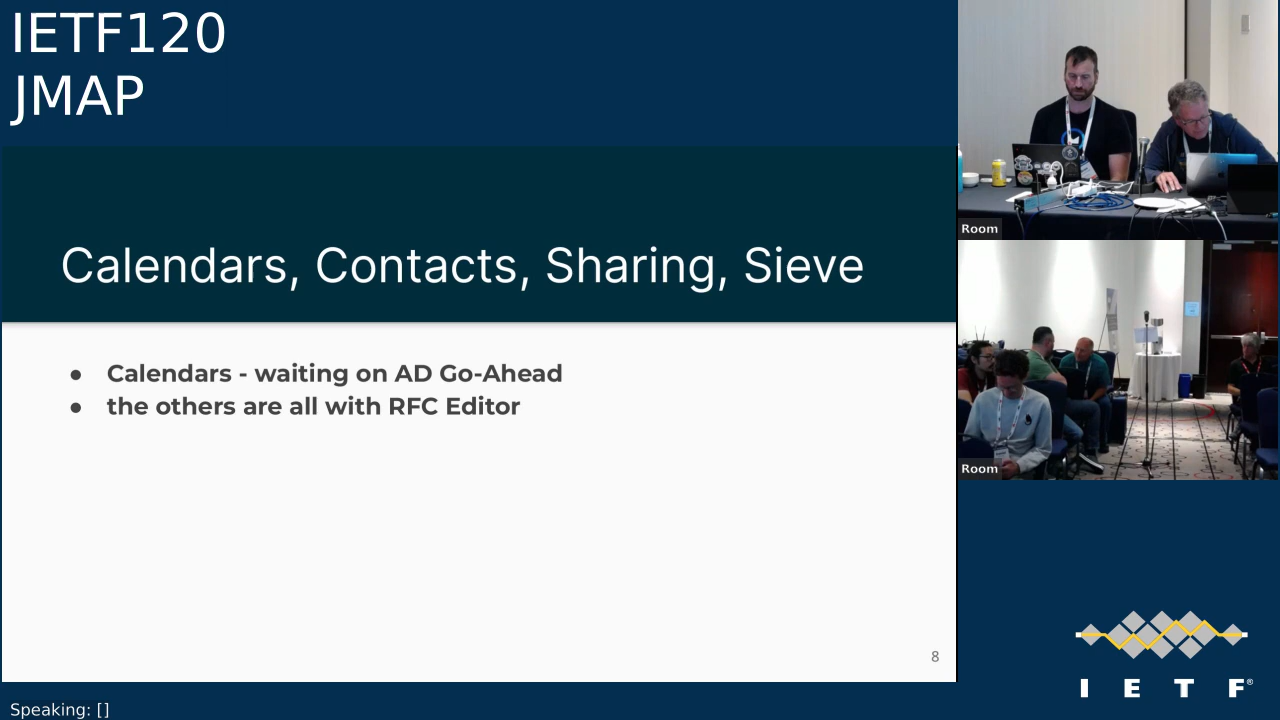 IETF120
JMAP
Calendars, Contacts, Sharing, Sieve
● Calendars - waiting on AD Go-Ahead
● the others are all with RFC Editor
8
Room
Room
I E T F®
Speaking: []